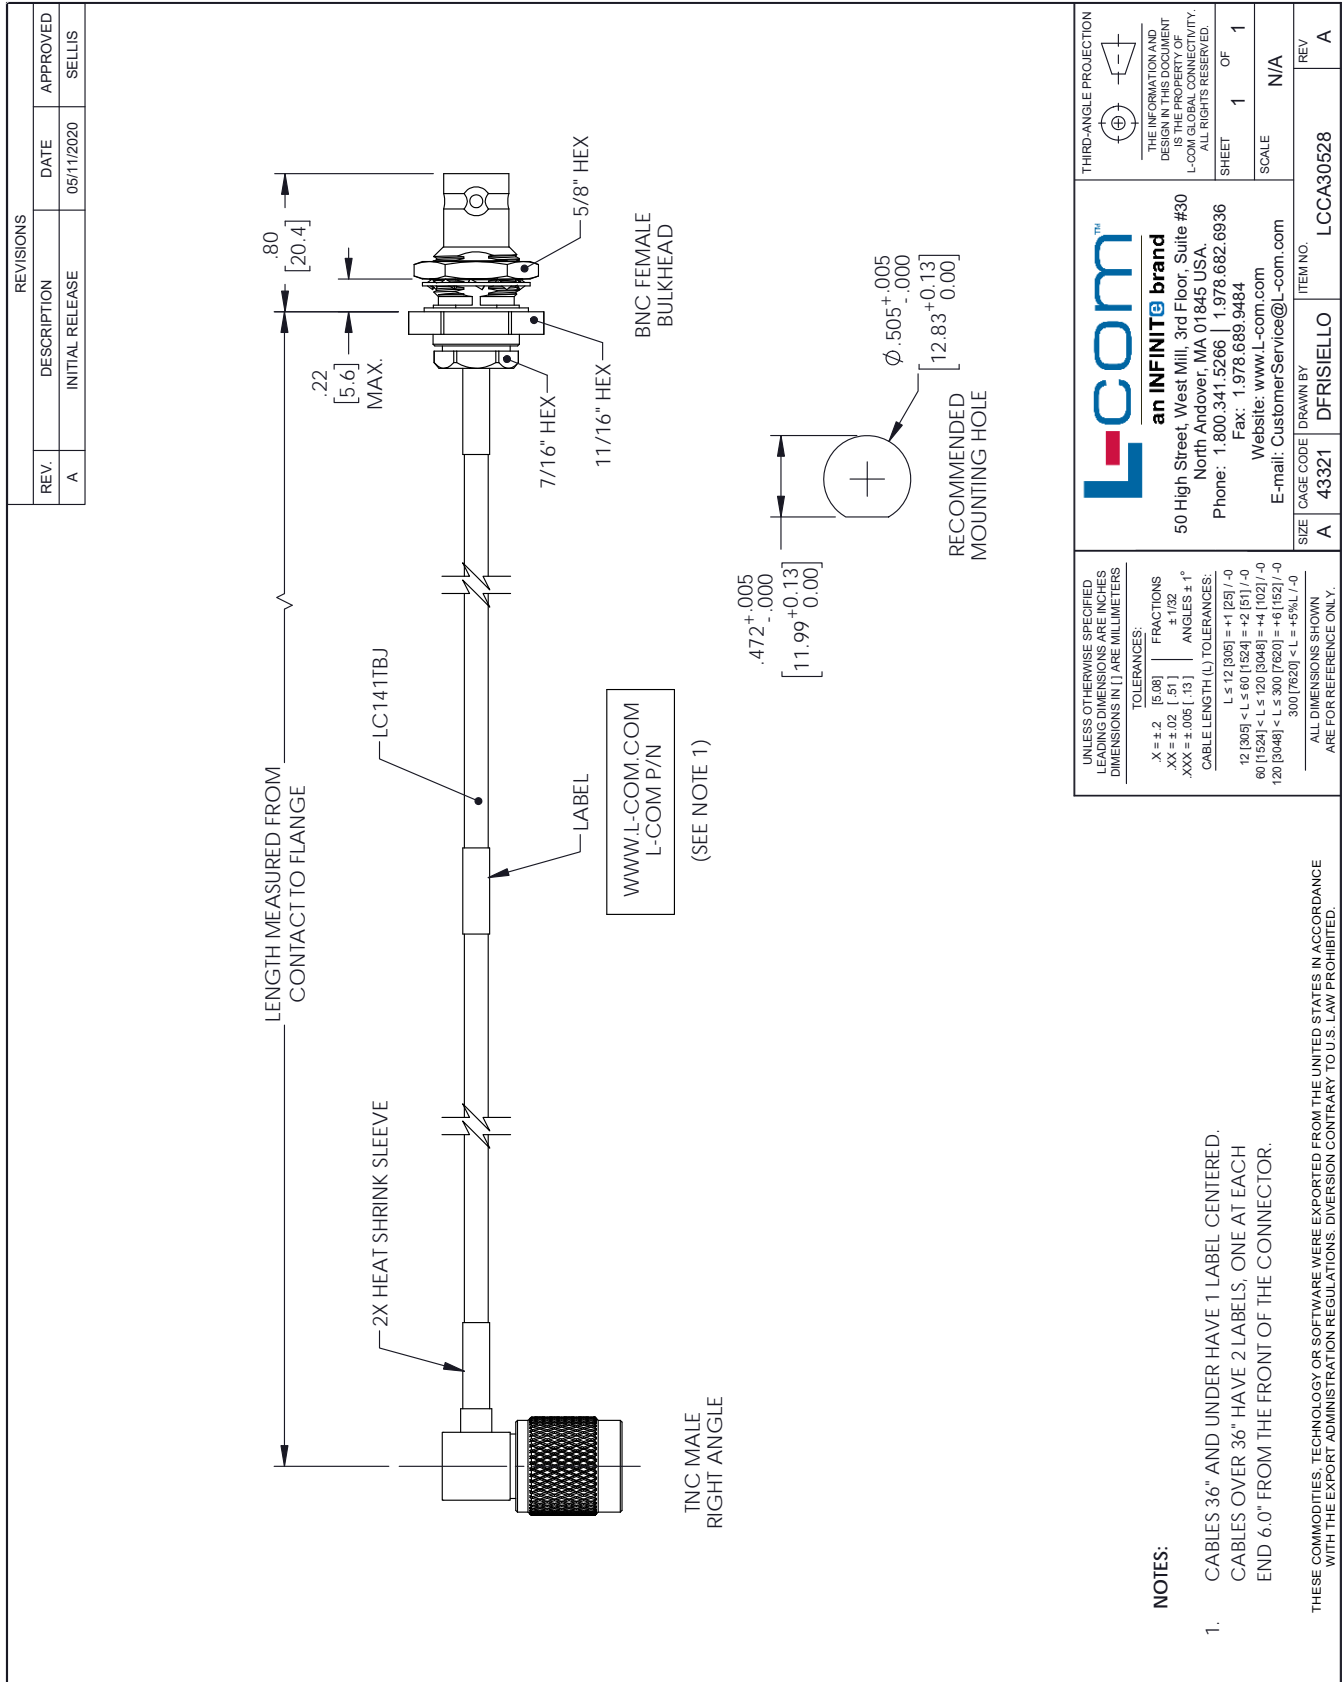 REVISIONS
REV. DESCRIPTION DATE APPROVED
A INITIAL RELEASE 05/11/2020 SELLIS
LENGTH MEASURED FROM
CONTACT TO FLANGE
.80
[20.4]
.22
[5.6]
MAX.
2X HEAT SHRINK SLEEVE
LC141TBJ
LABEL
WWW.L-COM.COM
L-COM P/N
(SEE NOTE 1)
7/16" HEX
11/16" HEX
5/8" HEX
BNC FEMALE
BULKHEAD
TNC MALE
RIGHT ANGLE
.472 +.005 -.000
[11.99 +0.13 0.00]
Ø.505 +.005 -.000
[12.83 +0.13 0.00]
RECOMMENDED
MOUNTING HOLE
NOTES:
1. CABLES 36" AND UNDER HAVE 1 LABEL CENTERED.
CABLES OVER 36" HAVE 2 LABELS, ONE AT EACH
END 6.0" FROM THE FRONT OF THE CONNECTOR.
THESE COMMODITIES, TECHNOLOGY OR SOFTWARE WERE EXPORTED FROM THE UNITED STATES IN ACCORDANCE
WITH THE EXPORT ADMINISTRATION REGULATIONS. DIVERSION CONTRARY TO U.S. LAW PROHIBITED.
UNLESS OTHERWISE SPECIFIED
LEADING DIMENSIONS ARE INCHES
DIMENSIONS IN [ ] ARE MILLIMETERS
TOLERANCES:
.X = ±.2 [5.08] FRACTIONS
.XX = ±.02 [.51] ± 1/32
.XXX = ±.005 [.13] ANGLES ± 1°
CABLE LENGTH (L) TOLERANCES:
L ≤ 12 [305] = +1 [25] / -0
12 [305] < L ≤ 60 [1524] = +2 [51] / -0
60 [1524] < L ≤ 120 [3048] = +4 [102] / -0
120 [3048] < L ≤ 300 [7620] = +6 [152] / -0
300 [7620] < L = +5%L / -0
ALL DIMENSIONS SHOWN
ARE FOR REFERENCE ONLY.
L-com™
an INFINIT® brand
50 High Street, West Mill, 3rd Floor, Suite #30
North Andover, MA 01845 USA.
Phone: 1.800.341.5266 | 1.978.682.6936
Fax: 1.978.689.9484
Website: www.L-com.com
E-mail: CustomerService@L-com.com
THIRD-ANGLE PROJECTION
THE INFORMATION AND
DESIGN IN THIS DOCUMENT
IS THE PROPERTY OF
L-COM GLOBAL CONNECTIVITY.
ALL RIGHTS RESERVED.
SHEET 1 OF 1
SCALE N/A
SIZE CAGE CODE DRAWN BY ITEM NO. REV
A 43321 DFRISIELLO LCCA30528 A